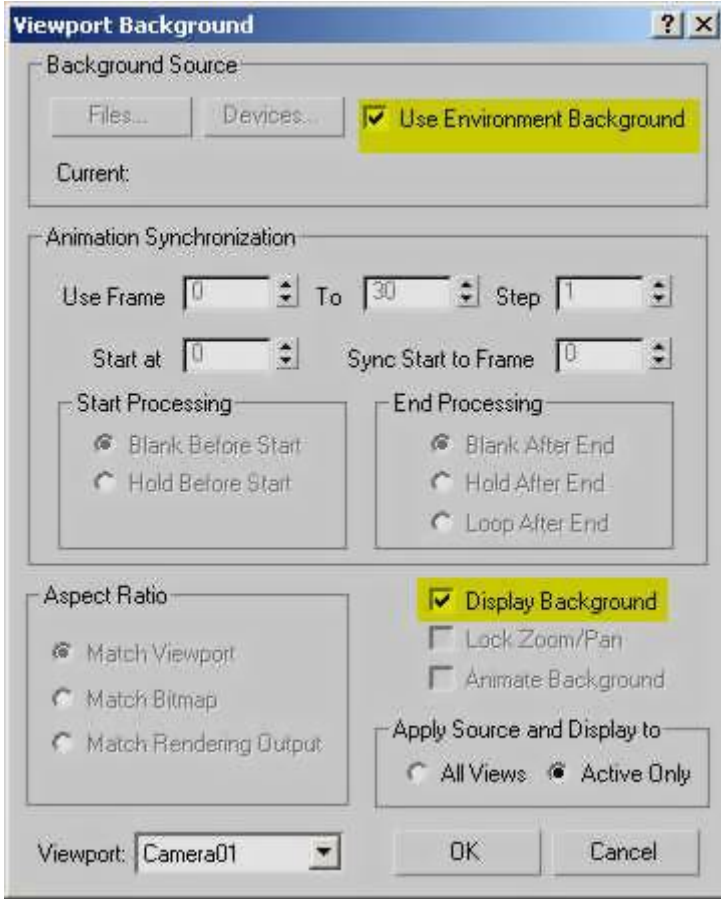 Viewport Background
Background Source
Files... Devices... Use Environment Background
Current:
Animation Synchronization
Use Frame 0 To 30 Step 1
Start at 0 Sync Start to Frame 0
Start Processing End Processing
Blank Before Start Blank After End
Hold Before Start Hold After End
Loop After End
Aspect Ratio Display Background
Match Viewport Lock Zoom/Pan
Match Bitmap Animate Background
Match Rendering Output Apply Source and Display to
All Views Active Only
Viewport: Camera01 OK Cancel